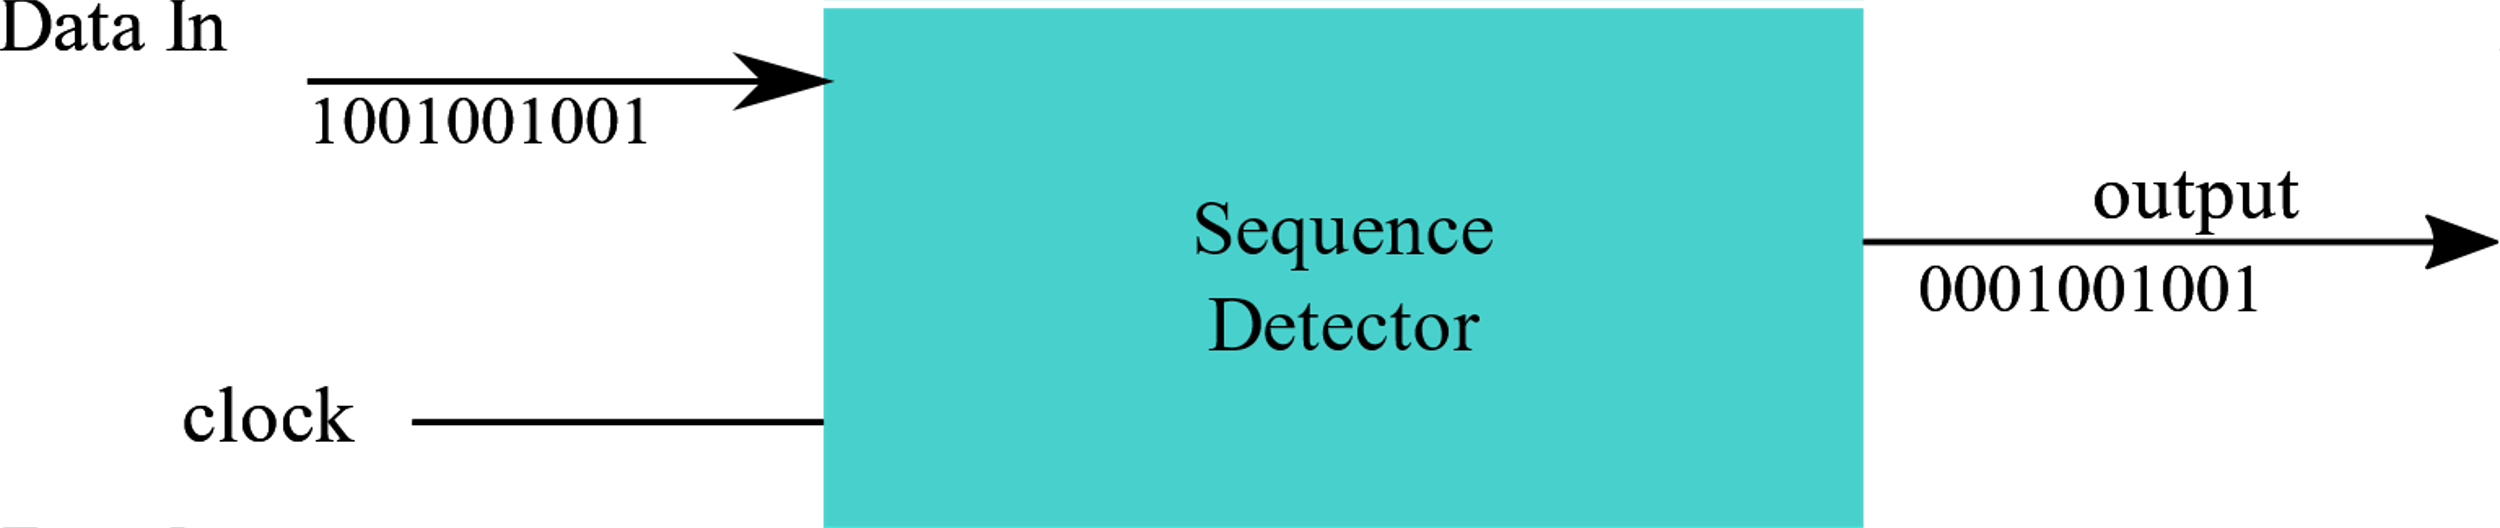 Data In
1001001001
output
Sequence
0001001001
Detector
clock